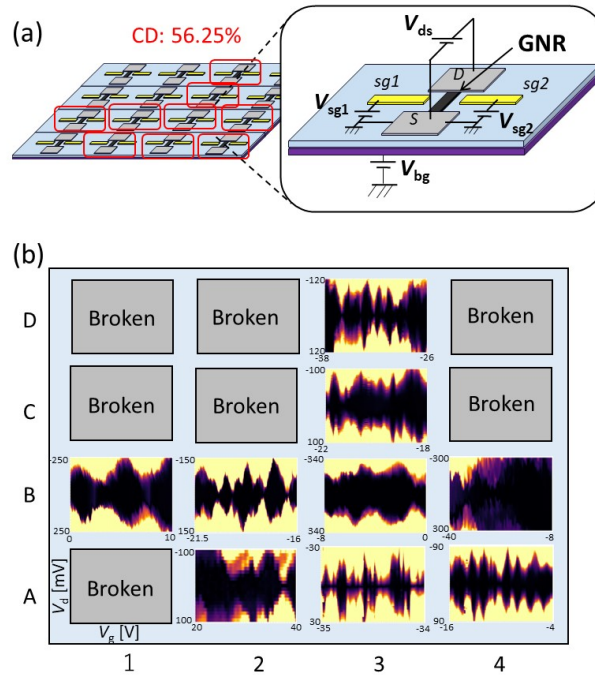 (a)
CD: 56.25%
V_ds
GNR
sg1
D
sg2
V_sg1
S
V_sg2
V_bg
(b)
D
Broken
Broken
-120
120
-38
-26
Broken
C
Broken
Broken
-100
100
-22
-18
Broken
B
-250
250
0
10
-150
150
-21.5
-16
-340
340
-8
0
-300
300
-40
-8
A
V_d [mV]
Broken
V_g [V]
-100
100
20
40
-30
30
-35
-34
-90
90
-16
-4
1
2
3
4